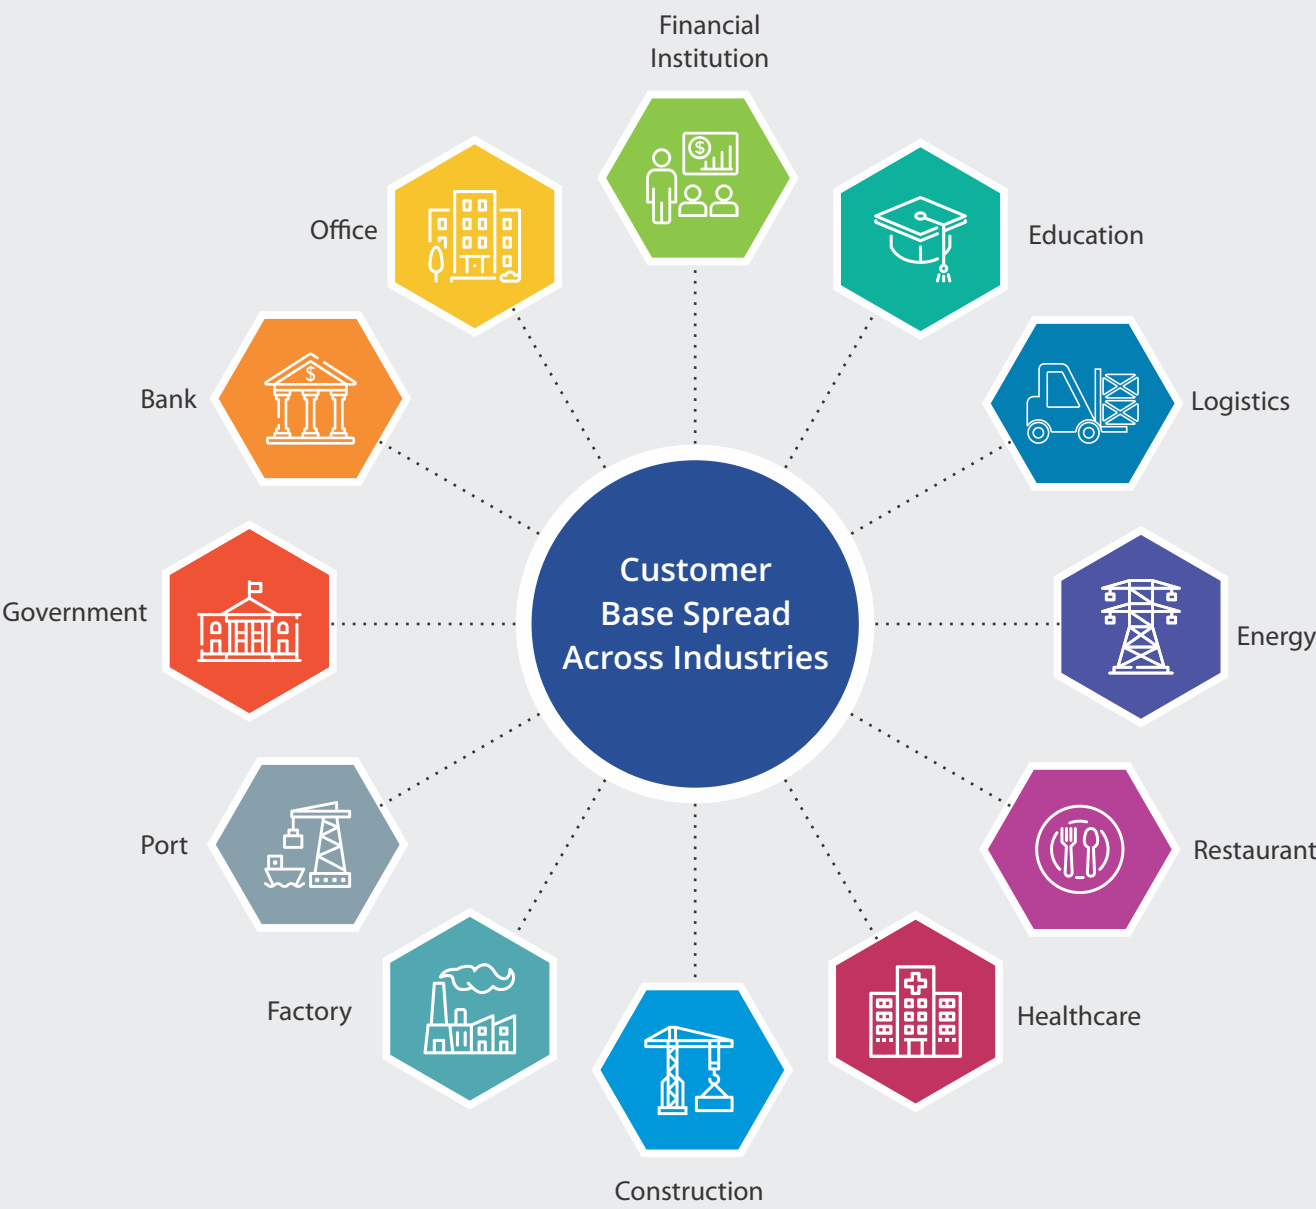 Financial
Institution
Office
Education
Bank
Logistics
Customer
Base Spread
Across Industries
Government
Energy
Port
Restaurant
Factory
Healthcare
Construction
$
$